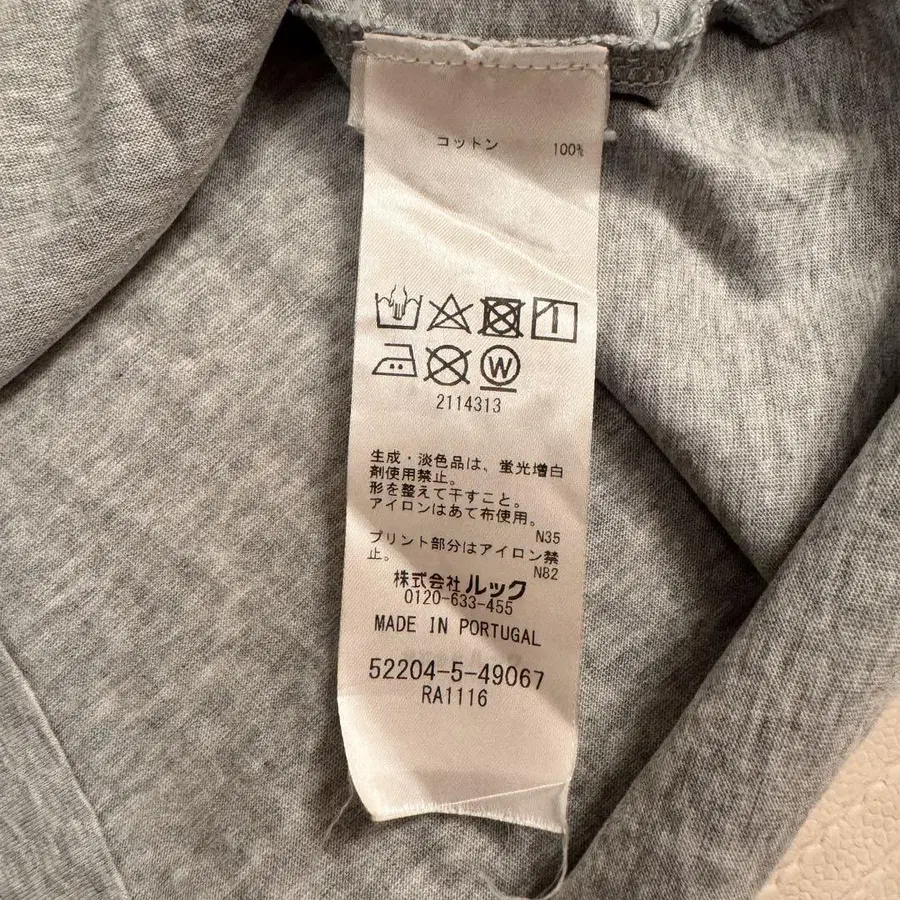 コットン 100%
W
2114313
生成・淡色品は、蛍光増白
剤使用禁止。
形を整えて干すこと。
アイロンはあて布使用。
N35
プリント部分はアイロン禁
止。
N82
株式会社ルック
0120-633-455
MADE IN PORTUGAL
52204-5-49067
RA1116